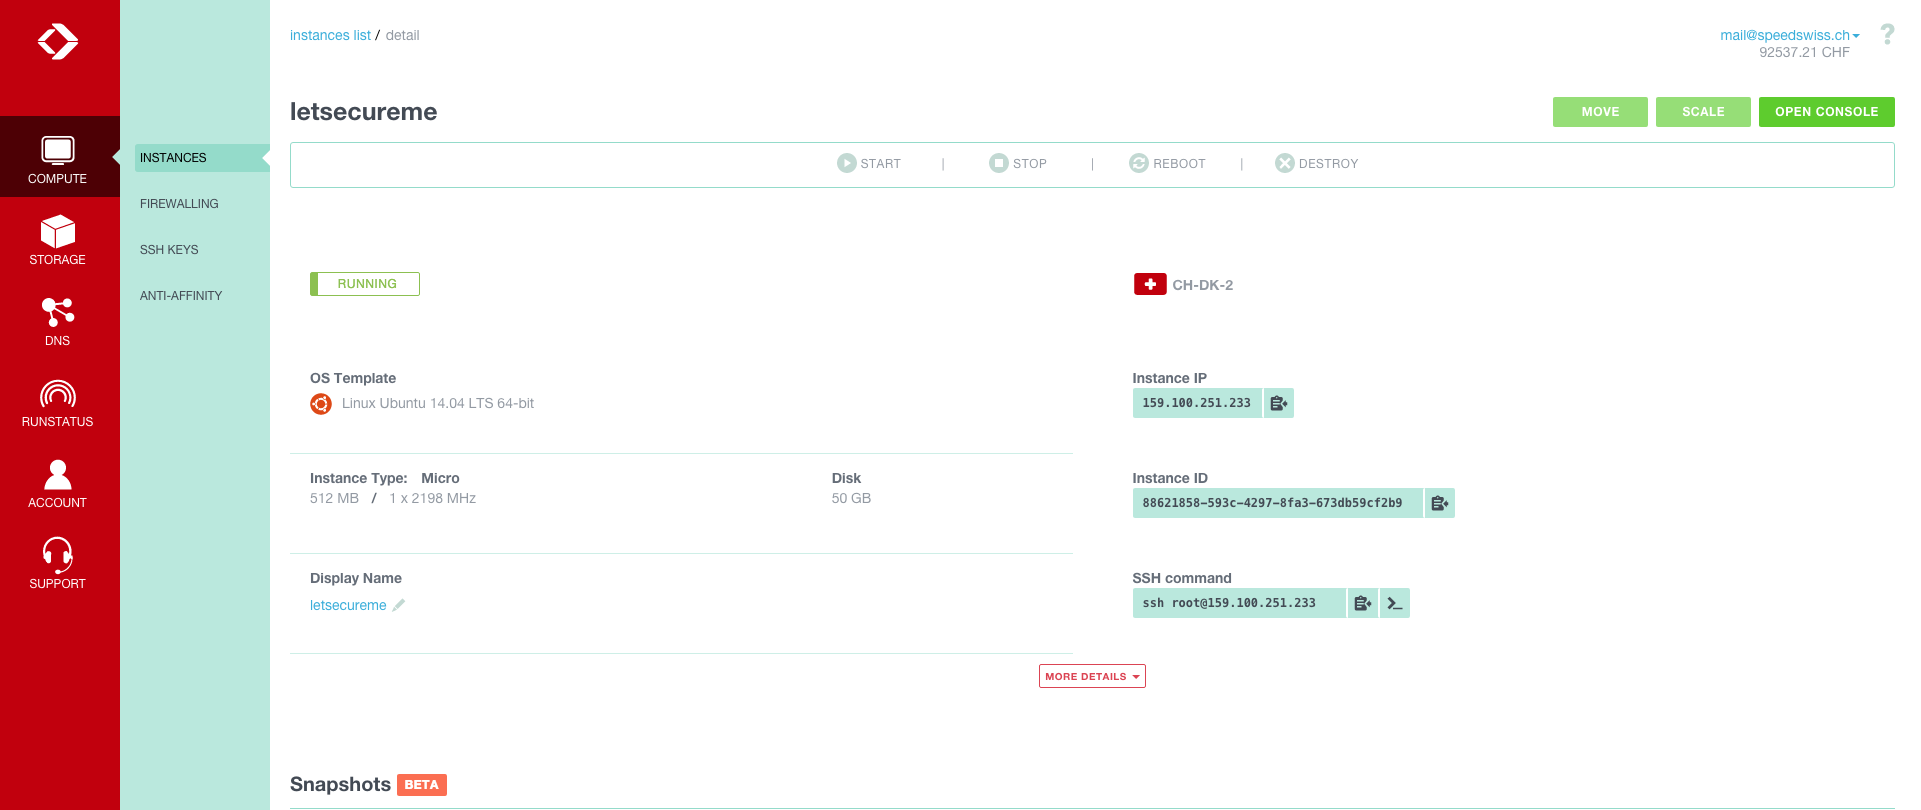 instances list / detail
mail@speedswiss.ch
?
92537.21 CHF
letsecureme
MOVE
SCALE
OPEN CONSOLE
START | STOP | REBOOT | DESTROY
COMPUTE
STORAGE
DNS
RUNSTATUS
ACCOUNT
SUPPORT
INSTANCES
FIREWALLING
SSH KEYS
ANTI-AFFINITY
RUNNING
CH-DK-2
OS Template
Linux Ubuntu 14.04 LTS 64-bit
Instance IP
159.100.251.233
Instance Type: Micro
512 MB / 1 x 2198 MHz
Disk
50 GB
Instance ID
88621858-593c-4297-8fa3-673db59cf2b9
Display Name
letsecureme
SSH command
ssh root@159.100.251.233
MORE DETAILS
Snapshots BETA